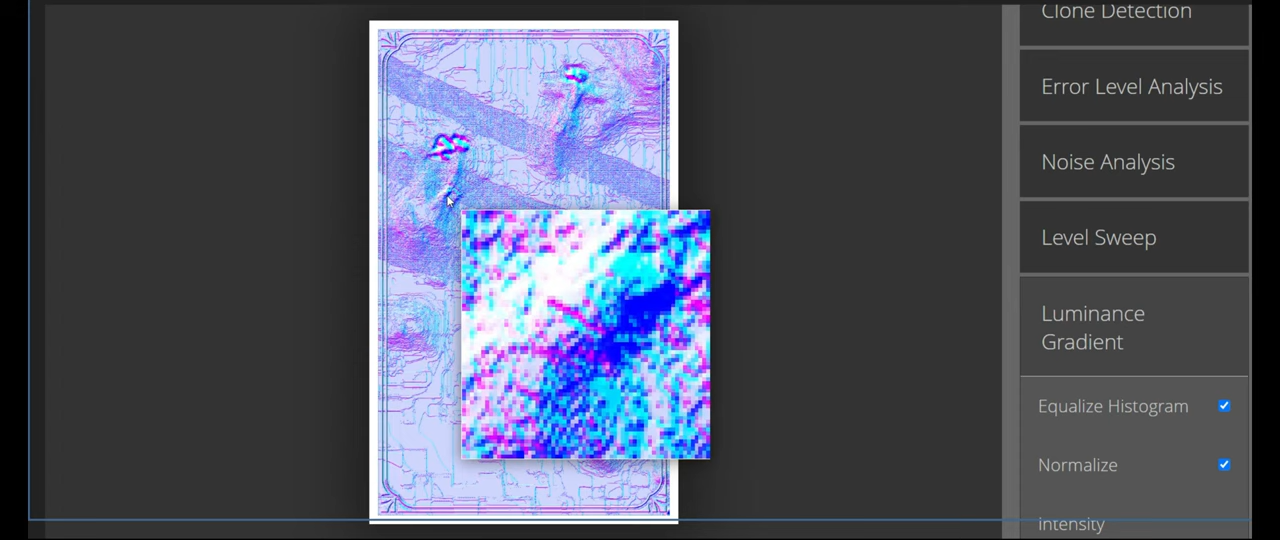 Clone Detection
Error Level Analysis
Noise Analysis
Level Sweep
Luminance
Gradient
Equalize Histogram
Normalize
intensity